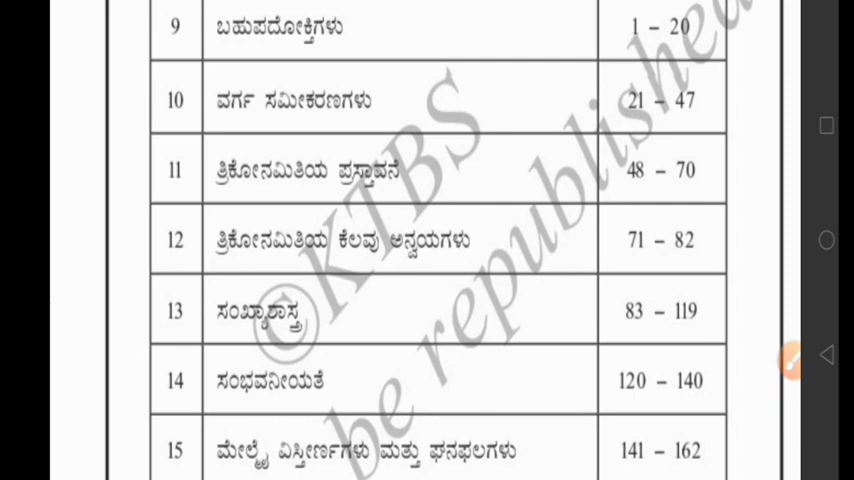 9 ಬಹುಪದೋಕ್ತಿಗಳು 1 – 20
10 ವರ್ಗ ಸಮೀಕರಣಗಳು 21 – 47
11 ತ್ರಿಕೋನಮಿತಿಯ ಪ್ರಸ್ತಾವನೆ 48 – 70
12 ತ್ರಿಕೋನಮಿತಿಯ ಕೆಲವು ಅನ್ವಯಗಳು 71 – 82
13 ಸಂಖ್ಯಾಶಾಸ್ತ್ರ 83 – 119
14 ಸಂಭವನೀಯತೆ 120 – 140
15 ಮೇಲ್ಮೈ ವಿಸ್ತೀರ್ಣಗಳು ಮತ್ತು ಘನಫಲಗಳು 141 – 162
©KTBS
be republished